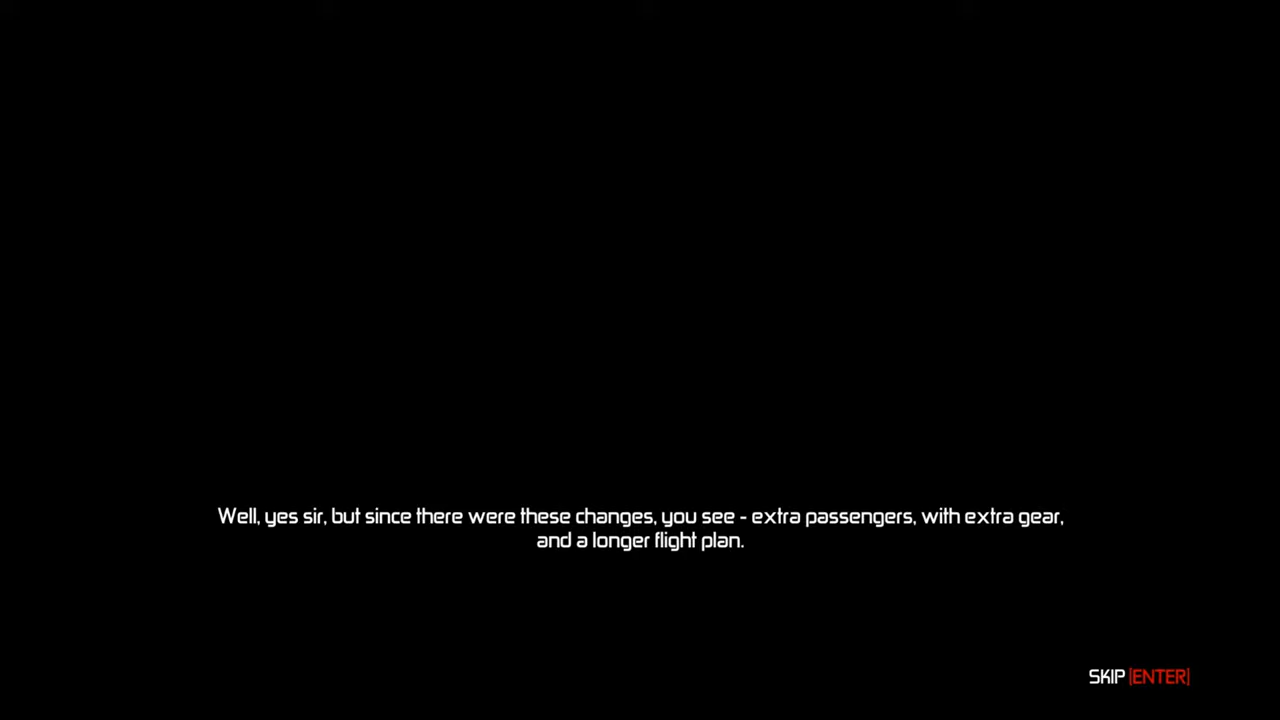 Well, yes sir, but since there were these changes, you see - extra passengers, with extra gear,
and a longer flight plan.
SKIP [ENTER]